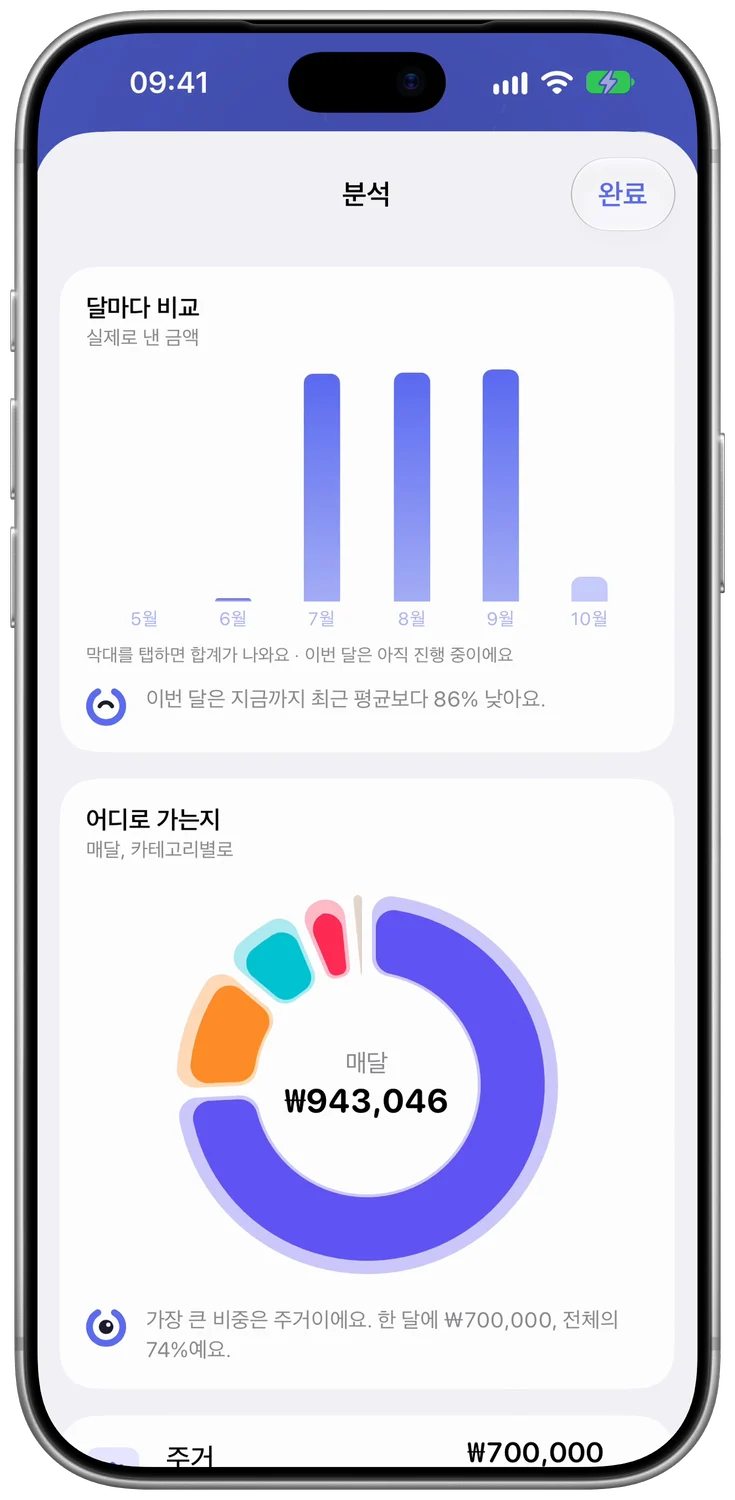 09:41
분석
완료
달마다 비교
실제로 낸 금액
5월 6월 7월 8월 9월 10월
막대를 탭하면 합계가 나와요 · 이번 달은 아직 진행 중이에요
이번 달은 지금까지 최근 평균보다 86% 낮아요.
어디로 가는지
매달, 카테고리별로
매달
₩943,046
가장 큰 비중은 주거이에요. 한 달에 ₩700,000, 전체의
74%예요.
주거
₩700,000